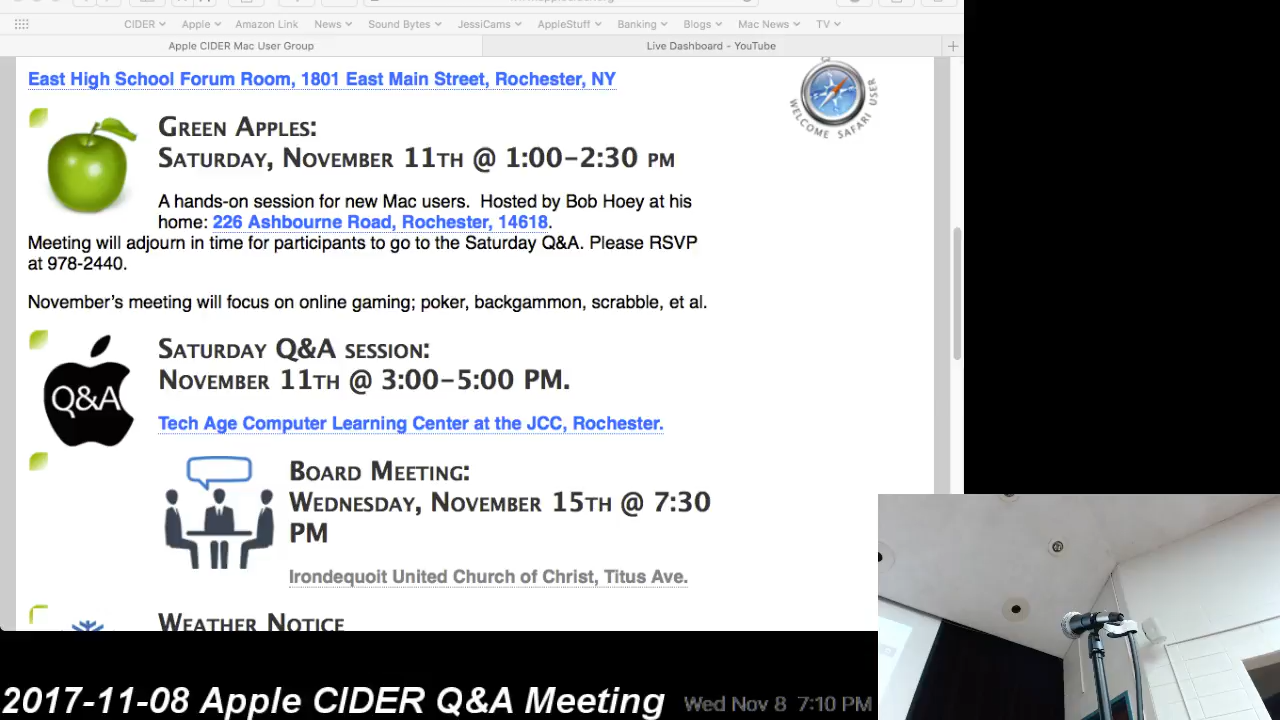 CIDER Apple Amazon Link News Sound Bytes JessiCams AppleStuff Banking Blogs Mac News TV
Apple CIDER Mac User Group Live Dashboard - YouTube
East High School Forum Room, 1801 East Main Street, Rochester, NY
WELCOME SAFARI USER
Green Apples:
Saturday, November 11th @ 1:00–2:30 pm
A hands-on session for new Mac users. Hosted by Bob Hoey at his
home: 226 Ashbourne Road, Rochester, 14618.
Meeting will adjourn in time for participants to go to the Saturday Q&A. Please RSVP
at 978-2440.
November's meeting will focus on online gaming; poker, backgammon, scrabble, et al.
Q&A
Saturday Q&A session:
November 11th @ 3:00–5:00 PM.
Tech Age Computer Learning Center at the JCC, Rochester.
Board Meeting:
Wednesday, November 15th @ 7:30
PM
Irondequoit United Church of Christ, Titus Ave.
Weather Notice
2017-11-08 Apple CIDER Q&A Meeting Wed Nov 8 7:10 PM